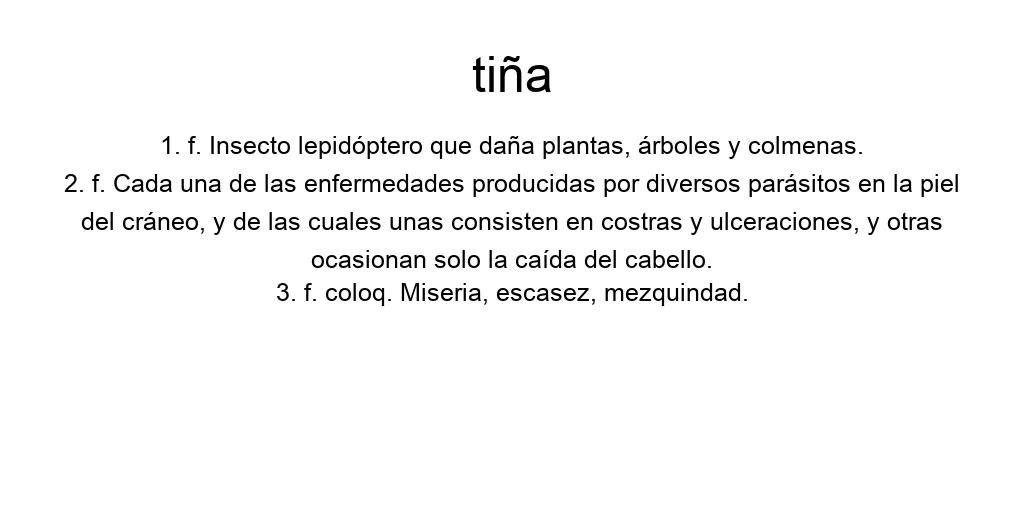 tiña
1. f. Insecto lepidóptero que daña plantas, árboles y colmenas.
2. f. Cada una de las enfermedades producidas por diversos parásitos en la piel
del cráneo, y de las cuales unas consisten en costras y ulceraciones, y otras
ocasionan solo la caída del cabello.
3. f. coloq. Miseria, escasez, mezquindad.